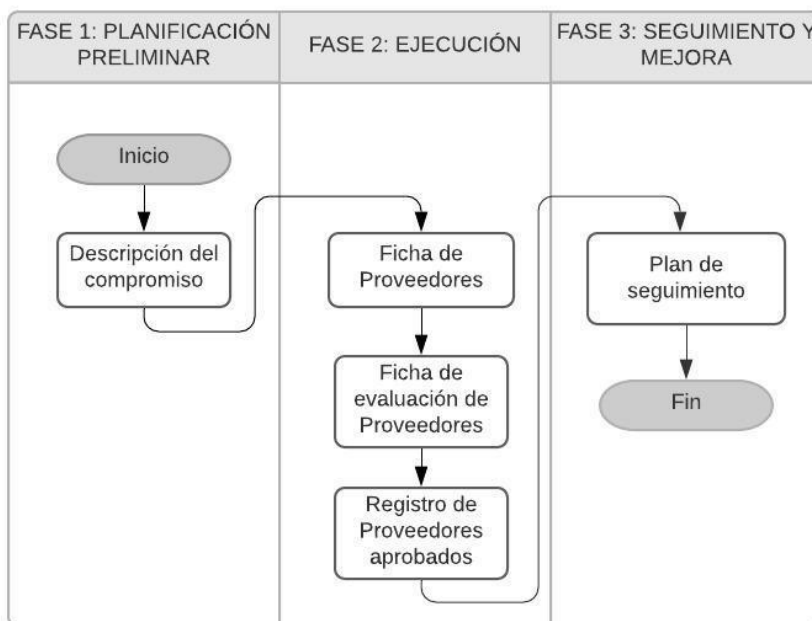 FASE 1: PLANIFICACIÓN
PRELIMINAR
FASE 2: EJECUCIÓN
FASE 3: SEGUIMIENTO Y
MEJORA
Inicio
Descripción del
compromiso
Ficha de
Proveedores
Ficha de
evaluación de
Proveedores
Registro de
Proveedores
aprobados
Plan de
seguimiento
Fin